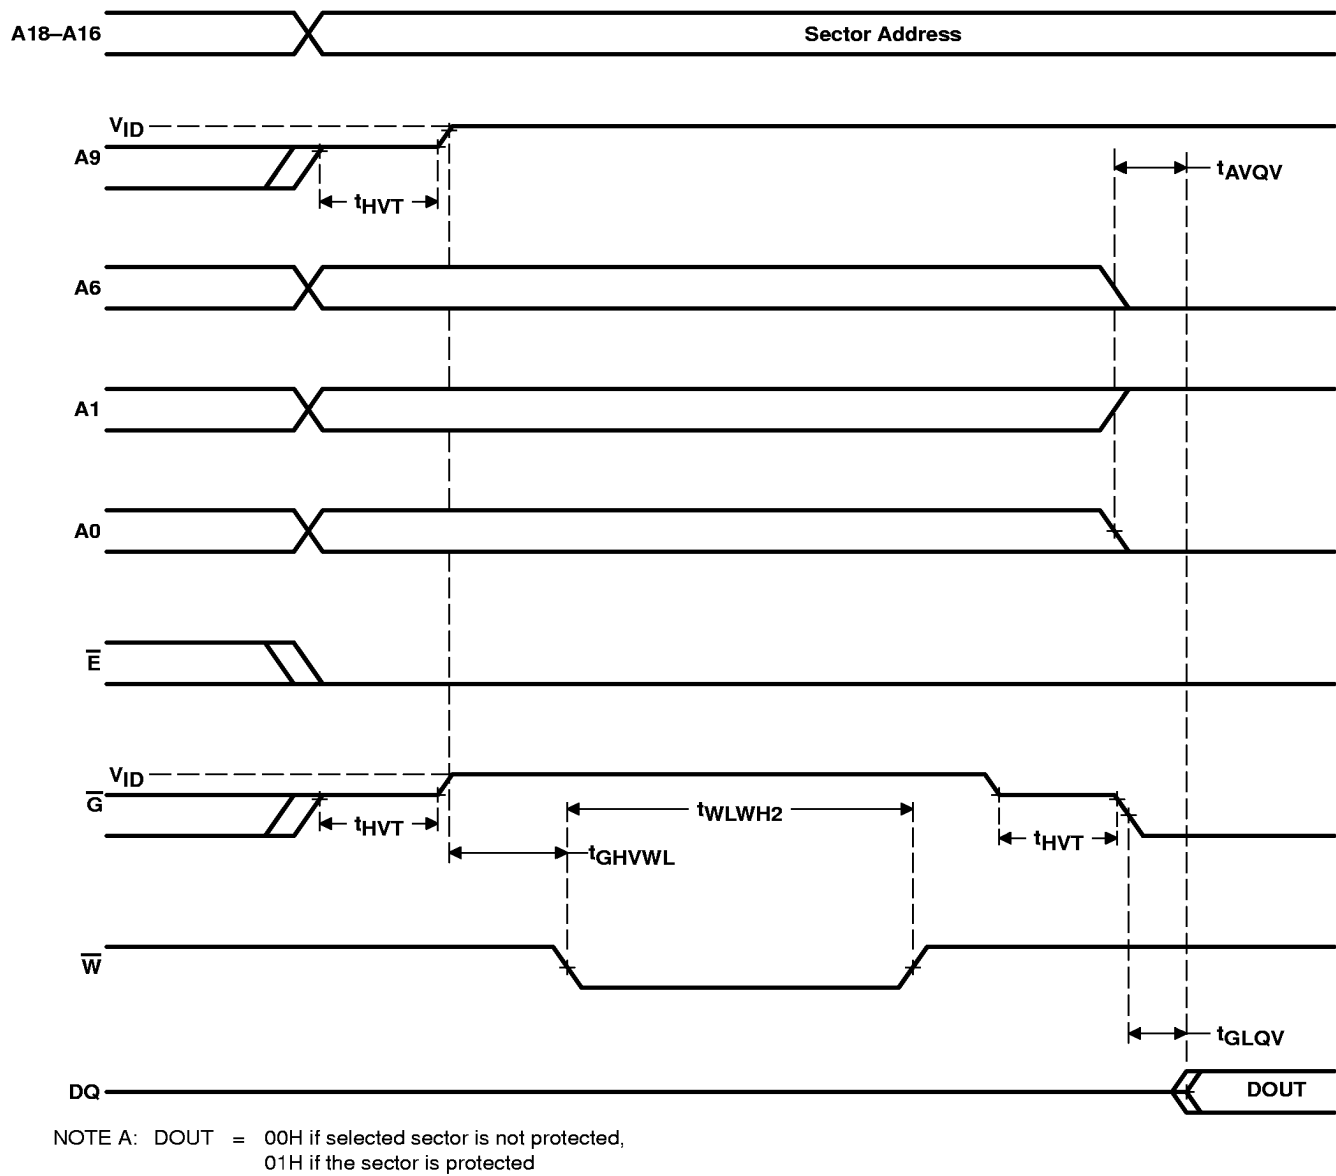 A18–A16
Sector Address
VID
A9
tHVT
tAVQV
A6
A1
A0
E̅
VID
G̅
tHVT
tWLWH2
tHVT
tGHVWL
W̅
tGLQV
DQ
DOUT
NOTE A: DOUT = 00H if selected sector is not protected,
01H if the sector is protected